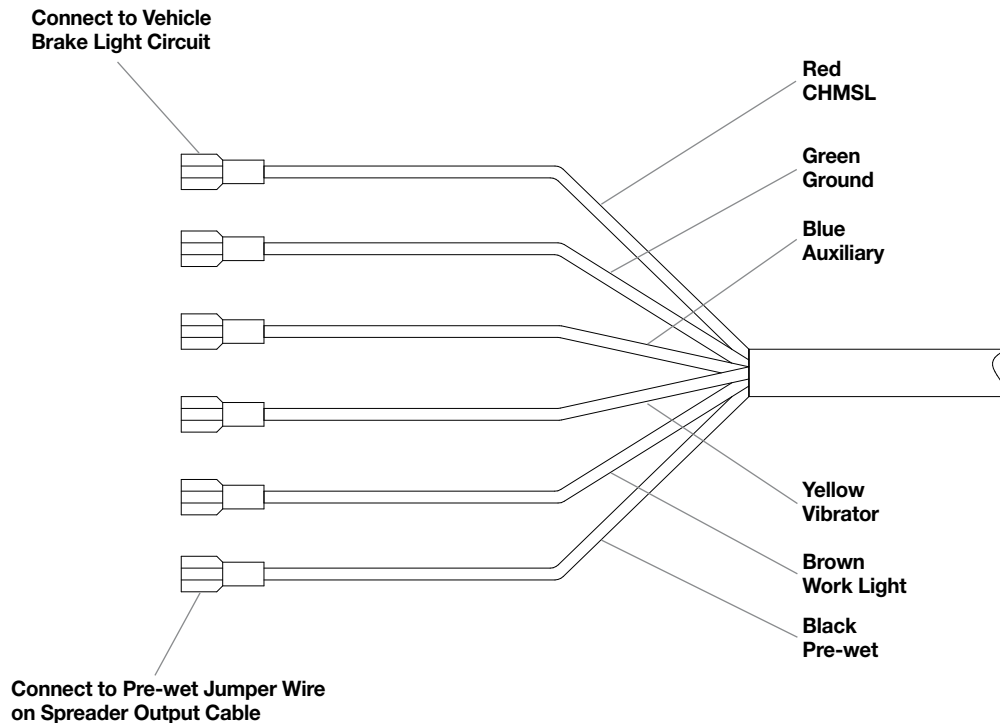 Connect to Vehicle
Brake Light Circuit
Red
CHMSL
Green
Ground
Blue
Auxiliary
Yellow
Vibrator
Brown
Work Light
Black
Pre-wet
Connect to Pre-wet Jumper Wire
on Spreader Output Cable